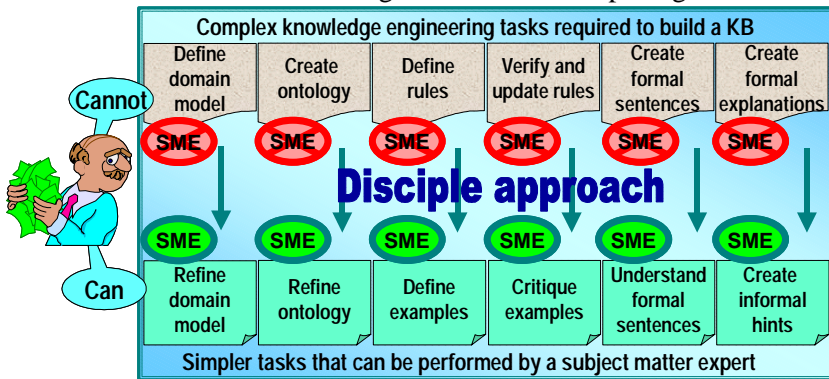 Complex knowledge engineering tasks required to build a KB
Define
domain
model
Create
ontology
Define
rules
Verify and
update rules
Create
formal
sentences
Create
formal
explanations
Cannot
SME
SME
SME
SME
SME
SME
Disciple approach
SME
SME
SME
SME
SME
SME
Can
Refine
domain
model
Refine
ontology
Define
examples
Critique
examples
Understand
formal
sentences
Create
informal
hints
Simpler tasks that can be performed by a subject matter expert